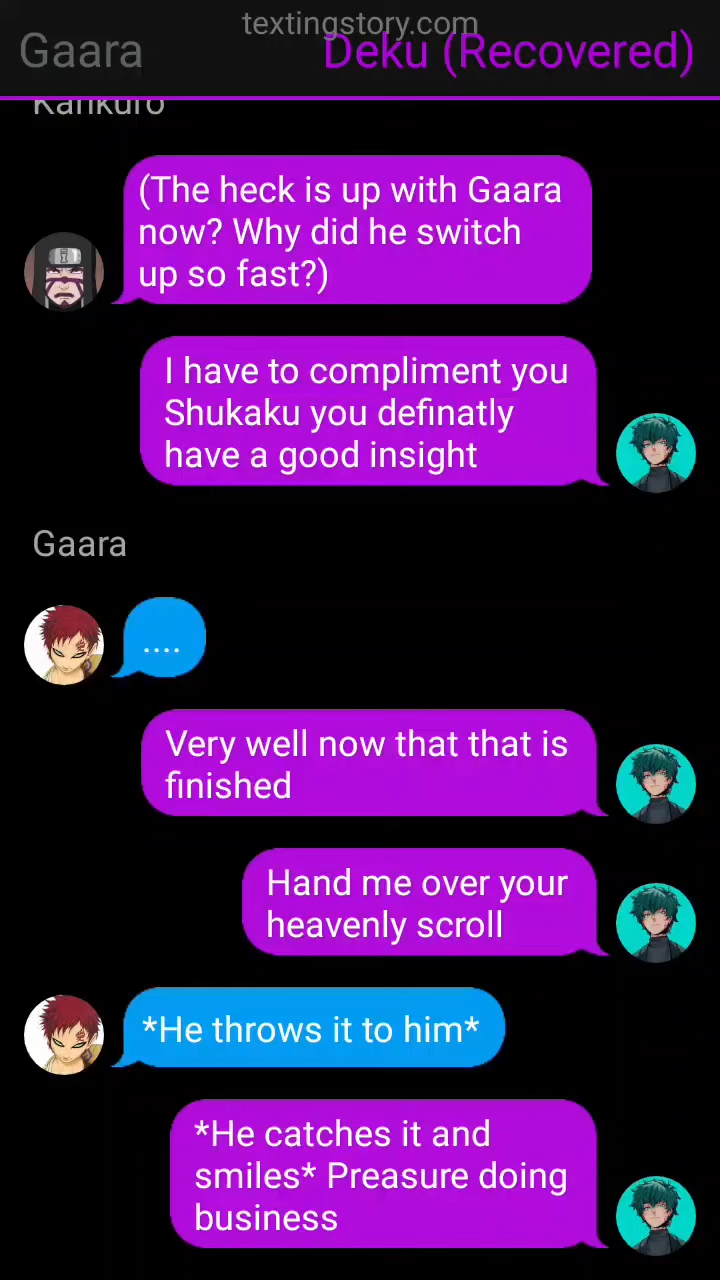 textingstory.com
Gaara
Deku (Recovered)
Kankuro
(The heck is up with Gaara
now? Why did he switch
up so fast?)
I have to compliment you
Shukaku you definatly
have a good insight
Gaara
....
Very well now that that is
finished
Hand me over your
heavenly scroll
*He throws it to him*
*He catches it and
smiles* Preasure doing
business